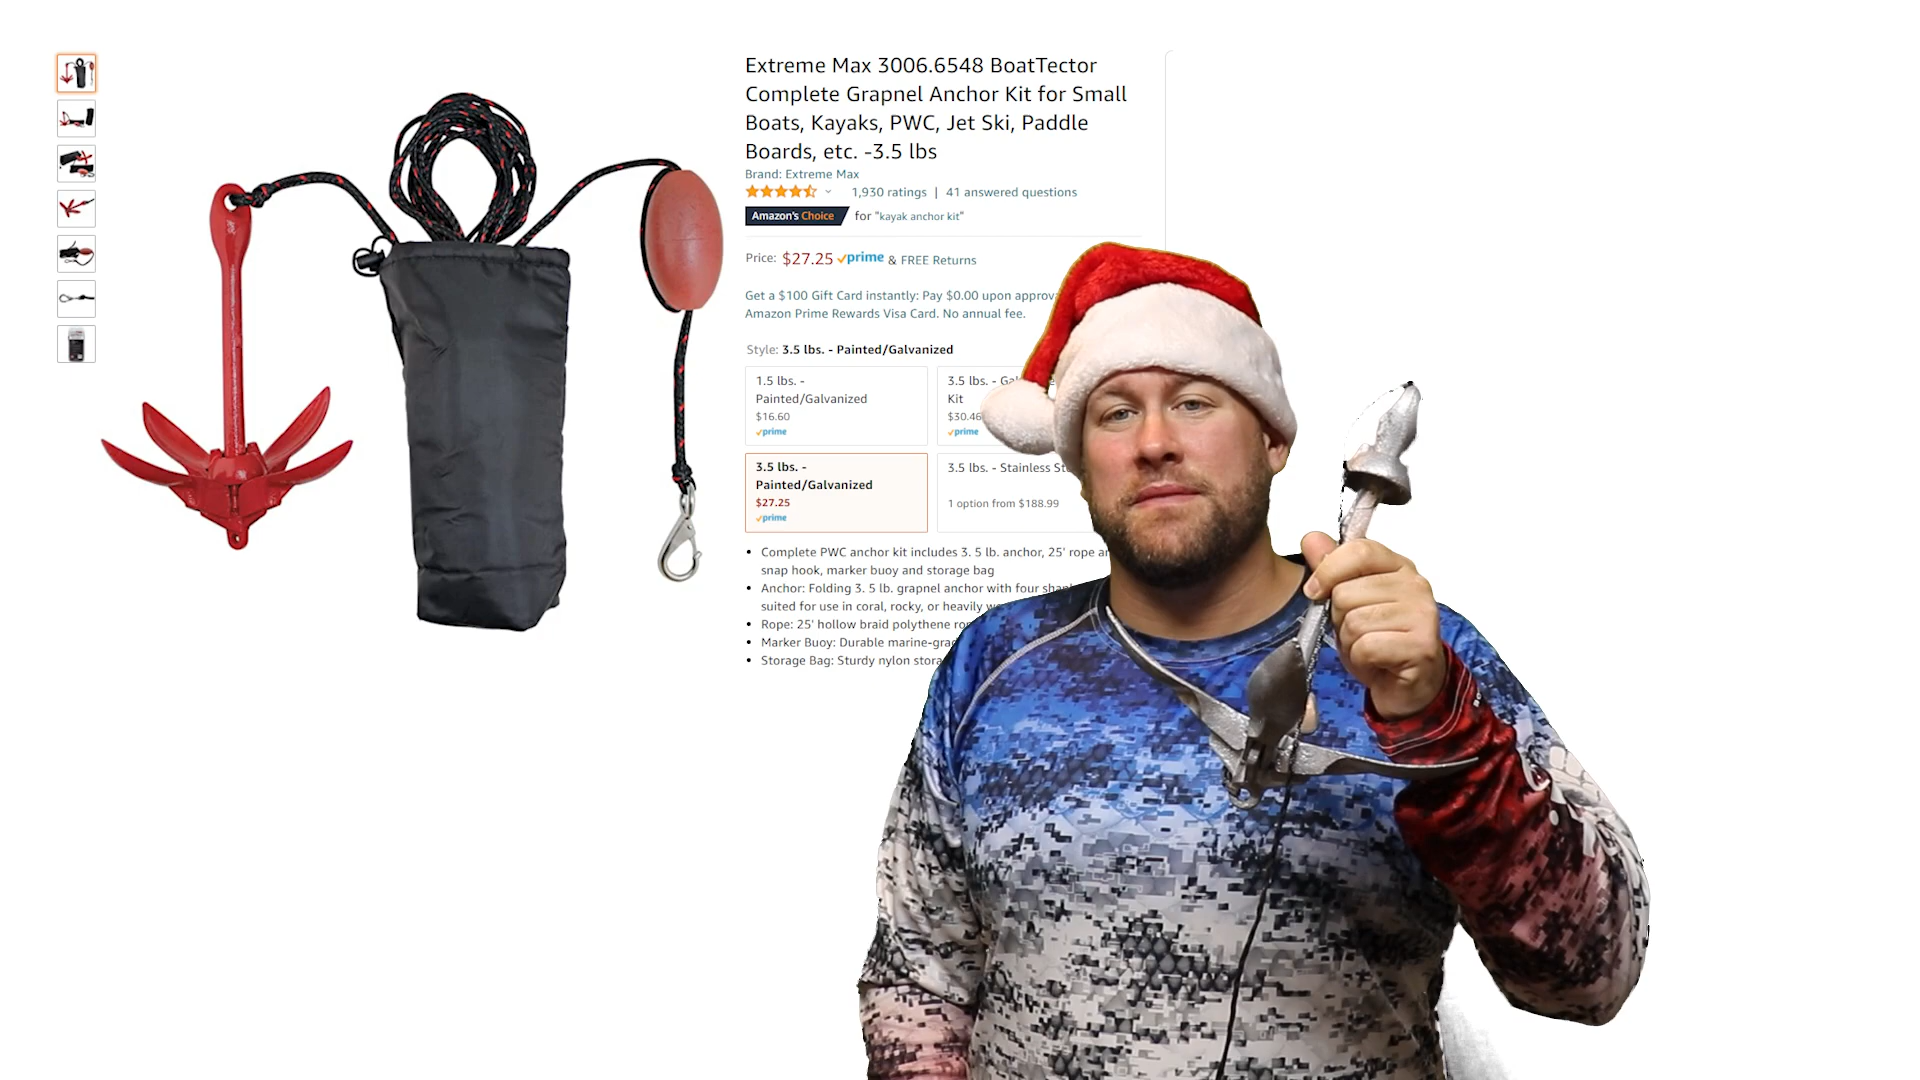 Extreme Max 3006.6548 BoatTector
Complete Grapnel Anchor Kit for Small
Boats, Kayaks, PWC, Jet Ski, Paddle
Boards, etc. -3.5 lbs
Brand: Extreme Max
1,930 ratings | 41 answered questions
Amazon's Choice for "kayak anchor kit"
Price: $27.25 prime & FREE Returns
Get a $100 Gift Card instantly: Pay $0.00 upon
Amazon Prime Rewards Visa Card. No annual fee.
Style: 3.5 lbs. - Painted/Galvanized
1.5 lbs. -
Painted/Galvanized
$16.60
prime
3.5 lbs. -
Kit
$30.46
prime
3.5 lbs. -
Painted/Galvanized
$27.25
prime
3.5 lbs. - Stainless
1 option from $188.99
• Complete PWC anchor kit includes 3. 5 lb. anchor, 25' rope
snap hook, marker buoy and storage bag
• Anchor: Folding 3. 5 lb. grapnel anchor with four
suited for use in coral, rocky, or heavily
• Rope: 25' hollow braid polythene
• Marker Buoy: Durable
• Storage Bag: Sturdy nylon